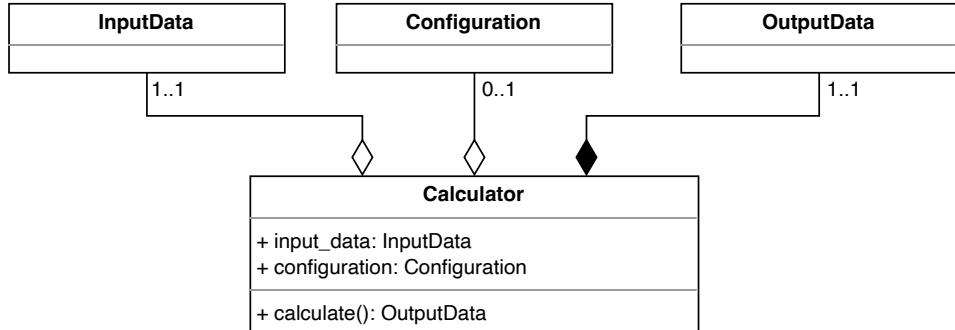 InputData
Configuration
OutputData
1..1
0..1
1..1
Calculator
+ input_data: InputData
+ configuration: Configuration
+ calculate(): OutputData